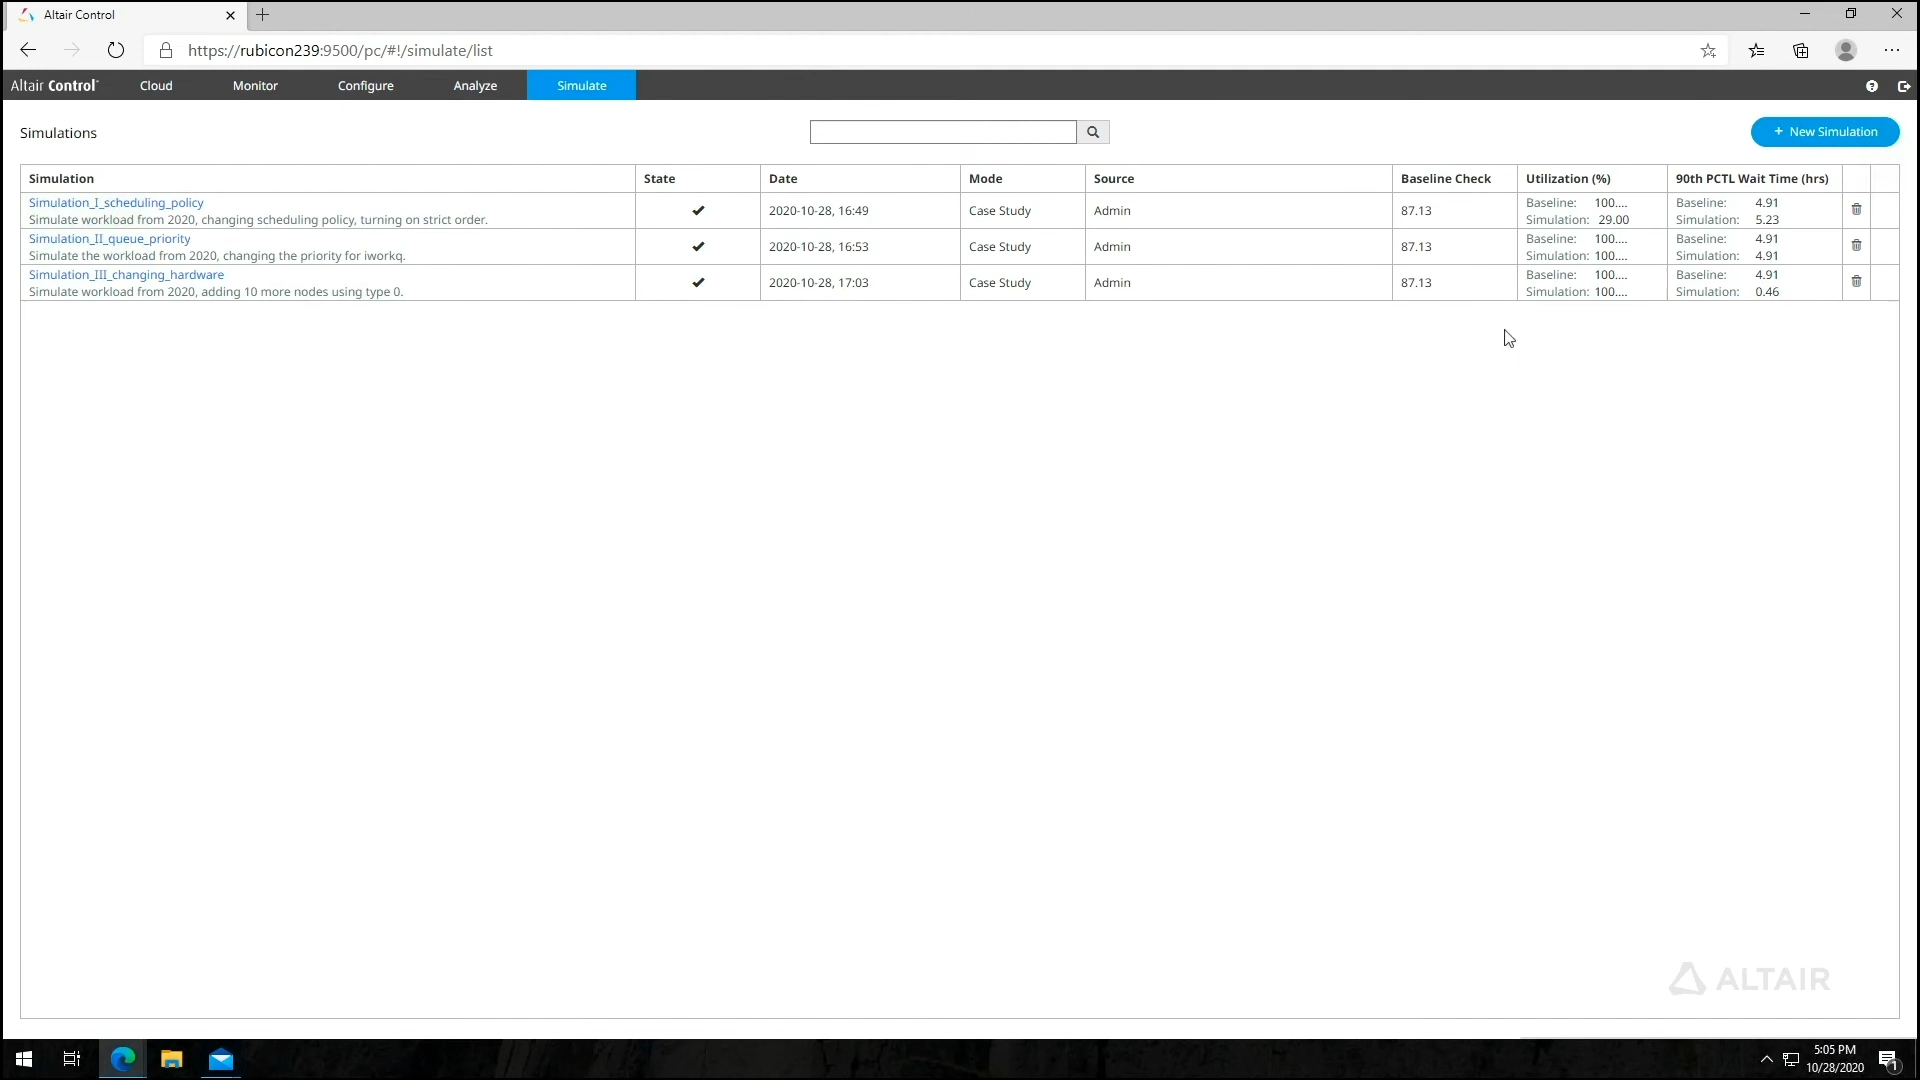 Altair Control
https://rubicon239:9500/pc/#!/simulate/list
Altair Control Cloud Monitor Configure Analyze Simulate
Simulations
+ New Simulation
Simulation State Date Mode Source Baseline Check Utilization (%) 90th PCTL Wait Time (hrs)
Simulation_I_scheduling_policy
Simulate workload from 2020, changing scheduling policy, turning on strict order.
2020-10-28, 16:49 Case Study Admin 87.13
Baseline: 100.... Baseline: 4.91
Simulation: 29.00 Simulation: 5.23
Simulation_II_queue_priority
Simulate the workload from 2020, changing the priority for iworkq.
2020-10-28, 16:53 Case Study Admin 87.13
Baseline: 100.... Baseline: 4.91
Simulation: 100.... Simulation: 4.91
Simulation_III_changing_hardware
Simulate workload from 2020, adding 10 more nodes using type 0.
2020-10-28, 17:03 Case Study Admin 87.13
Baseline: 100.... Baseline: 4.91
Simulation: 100.... Simulation: 0.46
ALTAIR
5:05 PM
10/28/2020
1